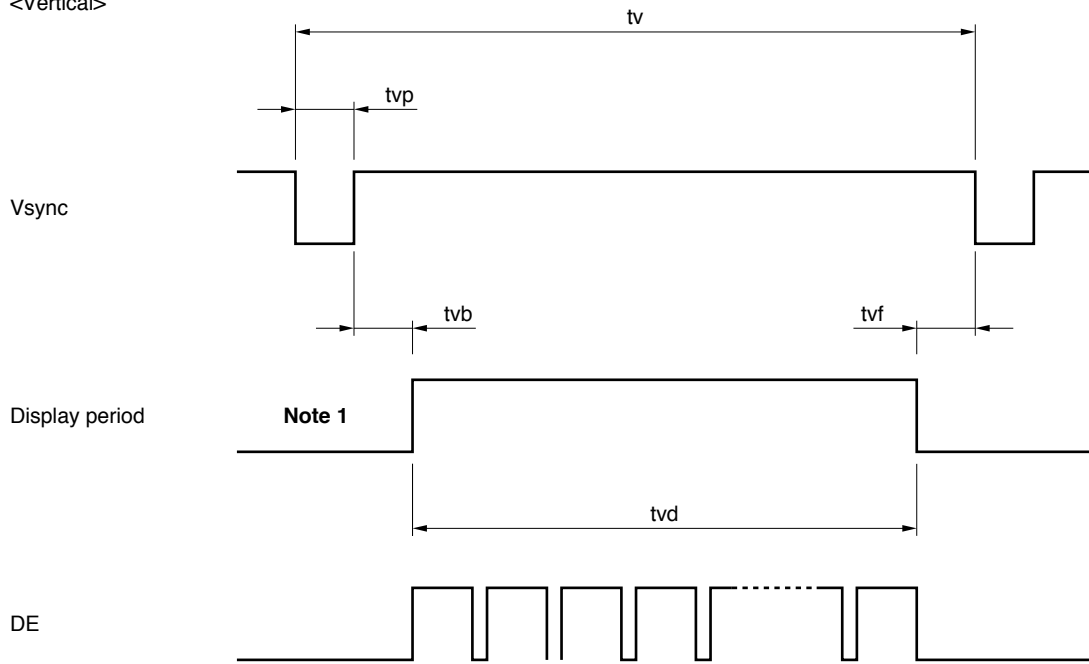 <Vertical>
tv
tvp
Vsync
tvb
tvf
Display period
Note 1
tvd
DE